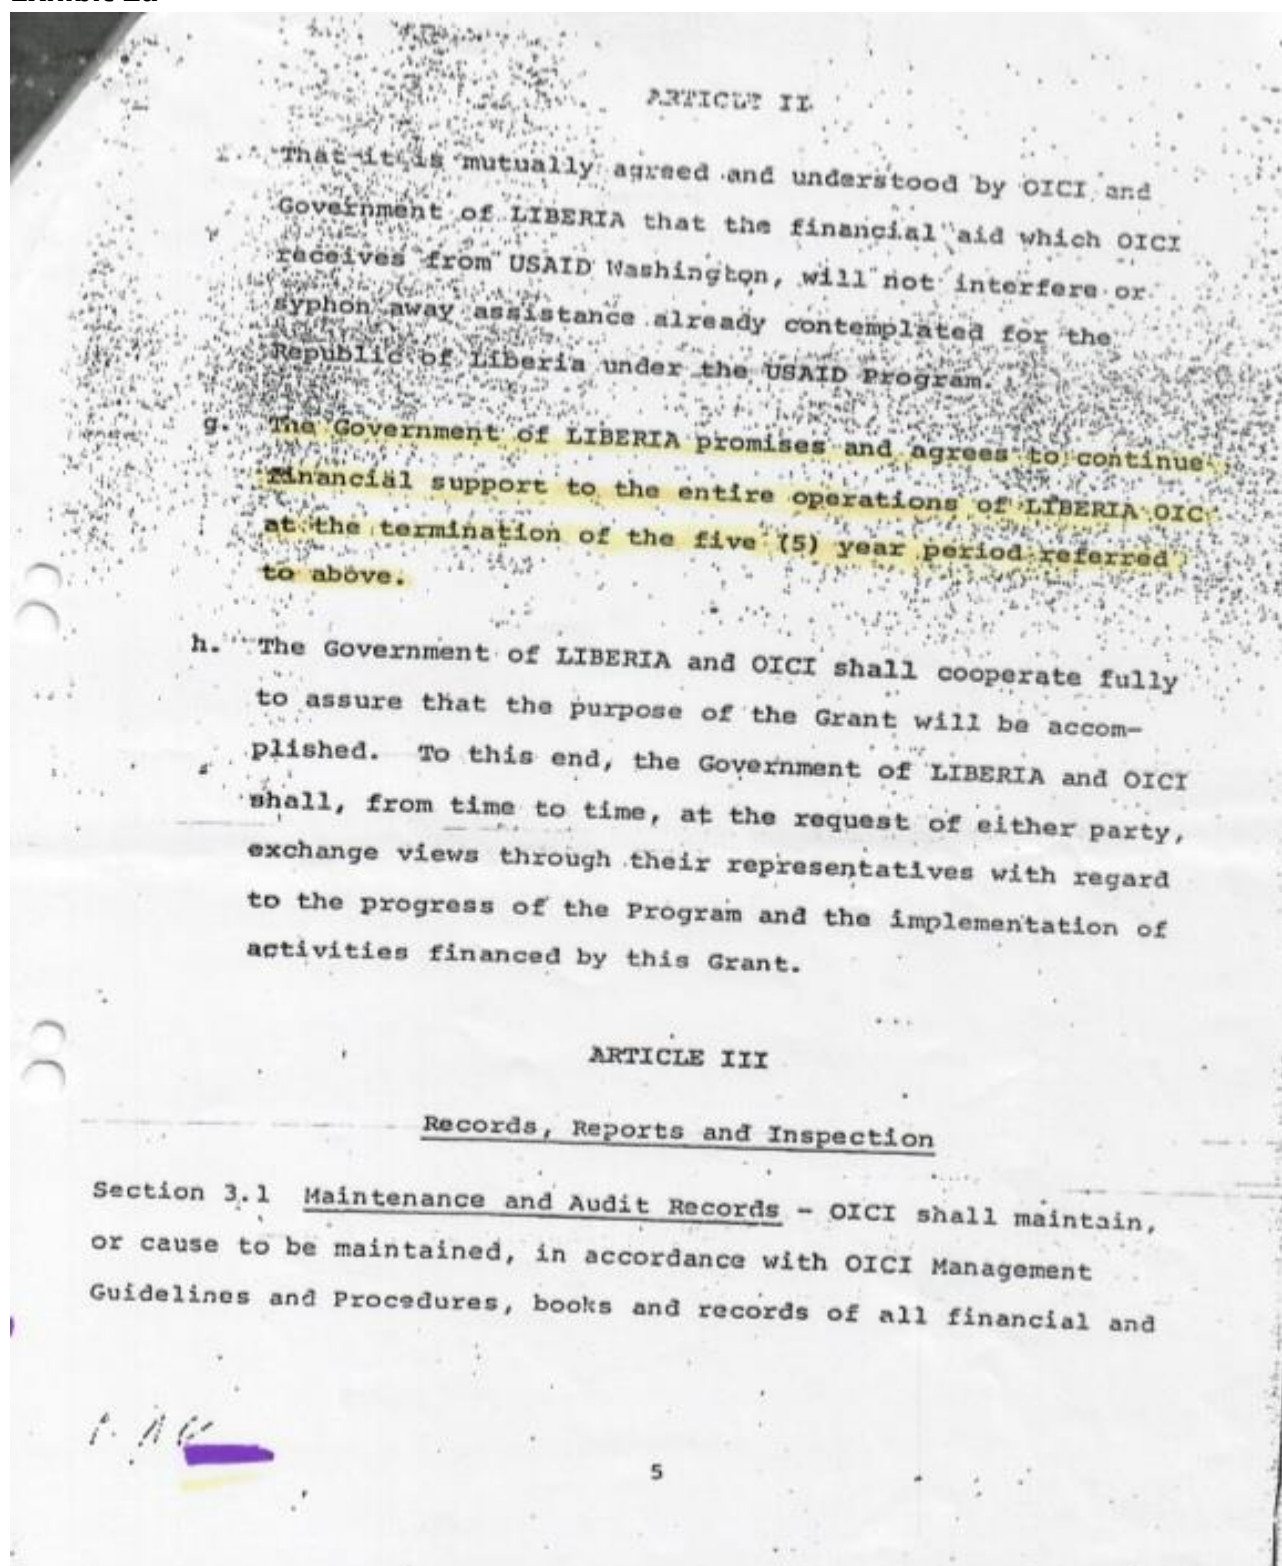 ARTICLE II
That it is mutually agreed and understood by OICI and
Government of LIBERIA that the financial aid which OICI
receives from USAID Washington, will not interfere or
syphon away assistance already contemplated for the
Republic of Liberia under the USAID Program.
g. The Government of LIBERIA promises and agrees to continue
financial support to the entire operations of LIBERIA OIC
at the termination of the five (5) year period referred
to above.
h. The Government of LIBERIA and OICI shall cooperate fully
to assure that the purpose of the Grant will be accom-
plished. To this end, the Government of LIBERIA and OICI
shall, from time to time, at the request of either party,
exchange views through their representatives with regard
to the progress of the Program and the implementation of
activities financed by this Grant.
ARTICLE III
Records, Reports and Inspection
Section 3.1 Maintenance and Audit Records - OICI shall maintain,
or cause to be maintained, in accordance with OICI Management
Guidelines and Procedures, books and records of all financial and
5